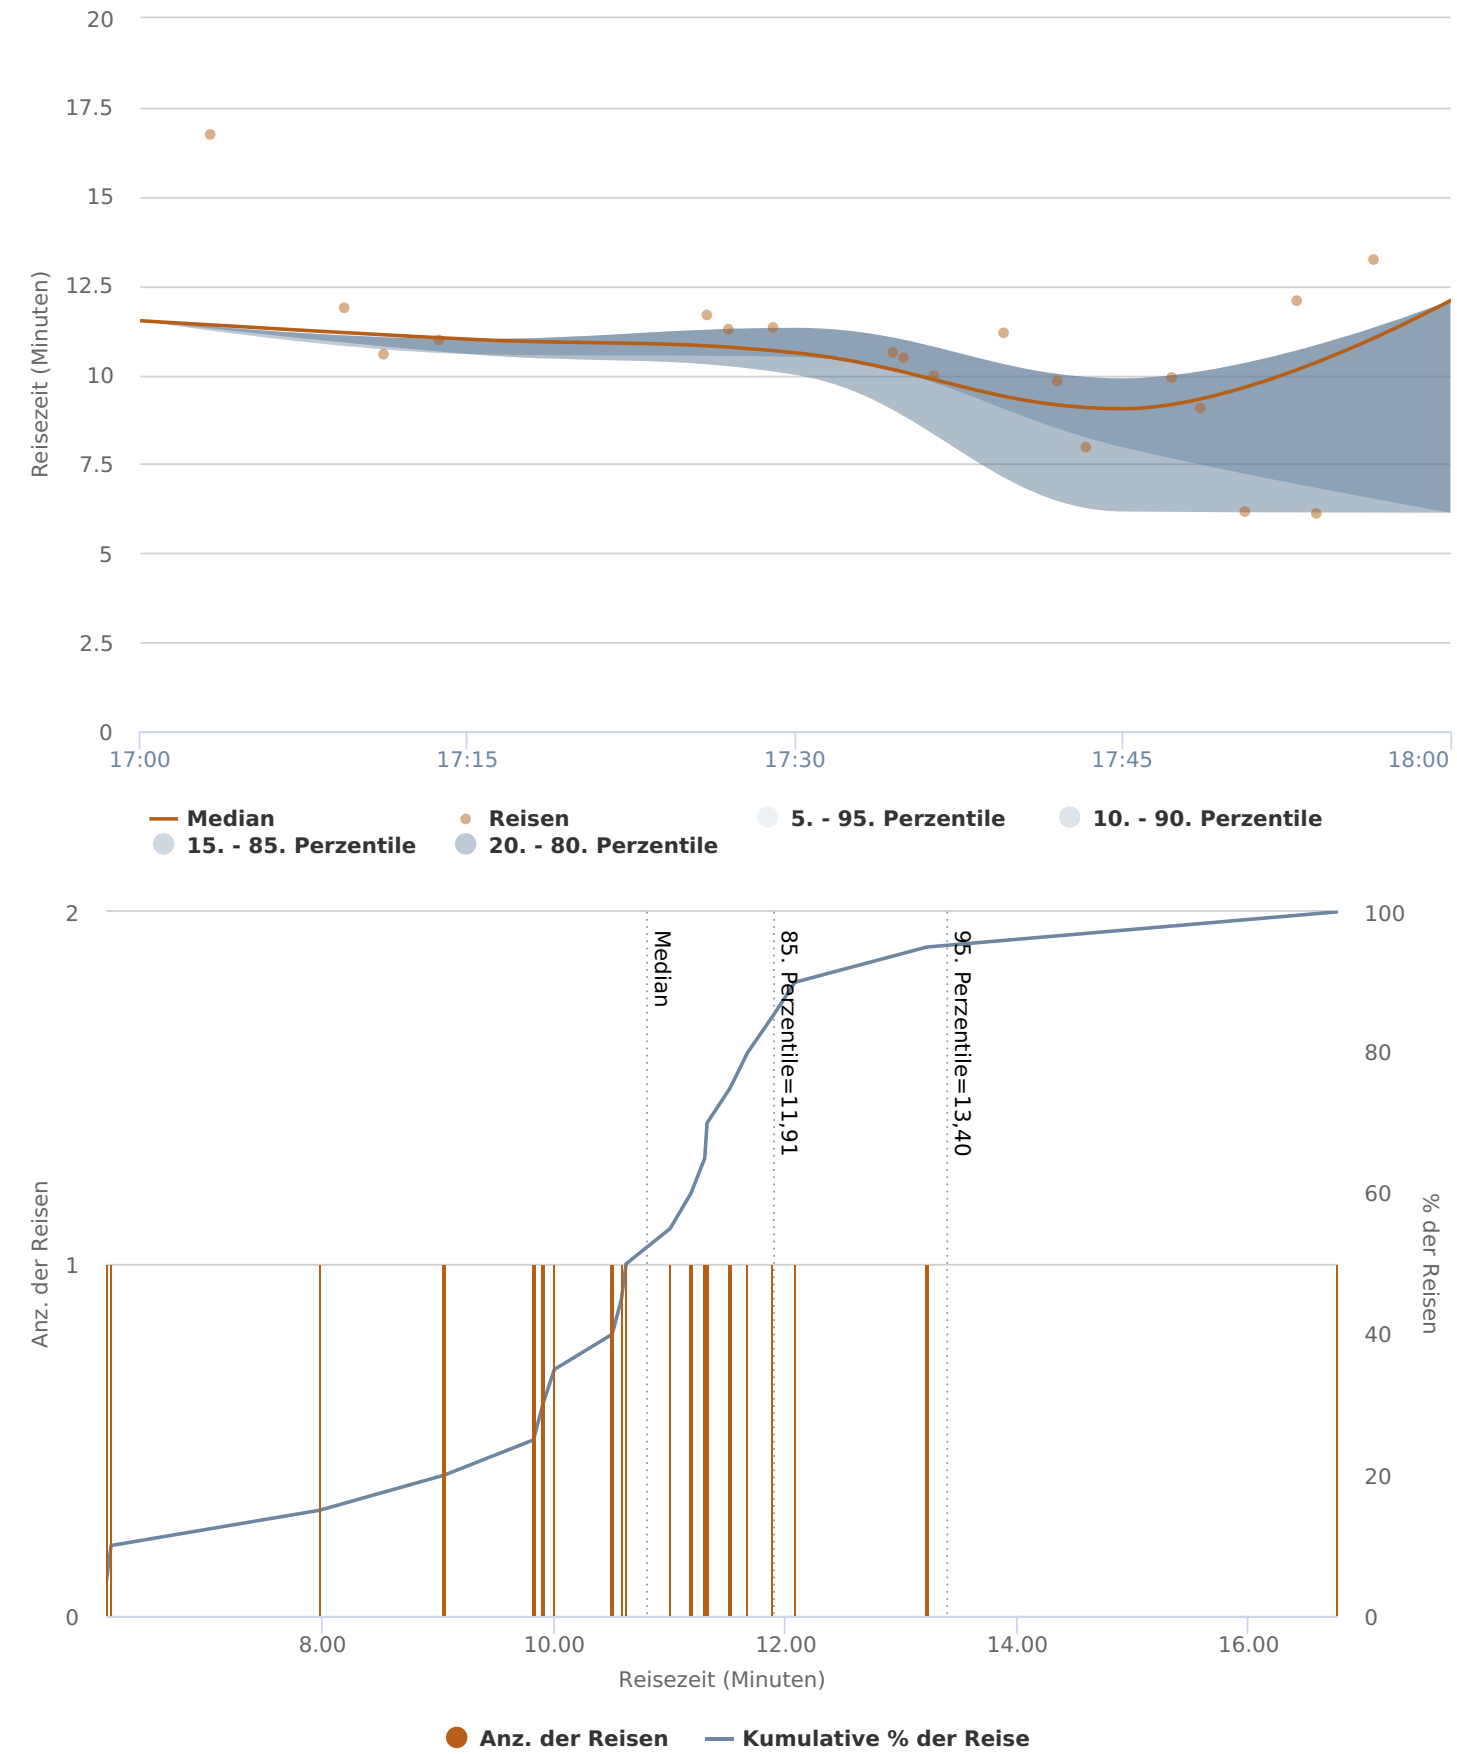 20
17.5
15
12.5
10
7.5
5
2.5
0
Reisezeit (Minuten)
17:00 17:15 17:30 17:45 18:00
Median Reisen 5. - 95. Perzentile 10. - 90. Perzentile
15. - 85. Perzentile 20. - 80. Perzentile
2
1
0
Anz. der Reisen
Median
85. Perzentile=11,91
95. Perzentile=13,40
100
80
60
40
20
0
% der Reisen
8.00 10.00 12.00 14.00 16.00
Reisezeit (Minuten)
Anz. der Reisen Kumulative % der Reise